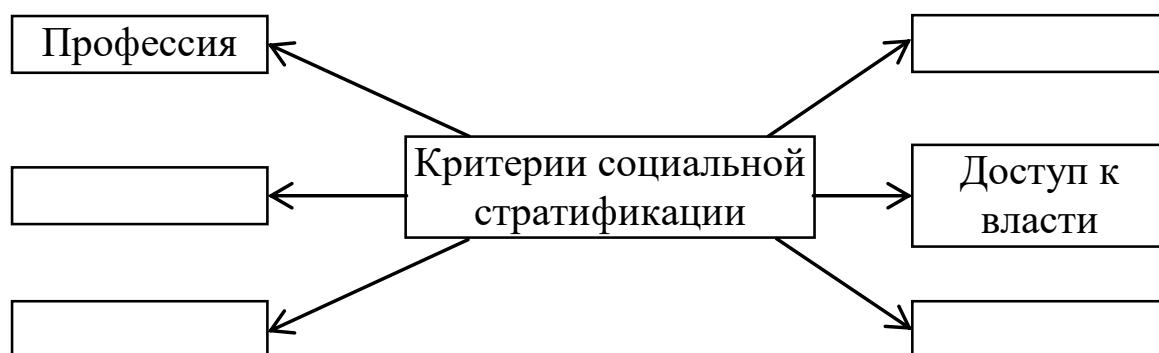 Профессия
Критерии социальной
стратификации
Доступ к
власти